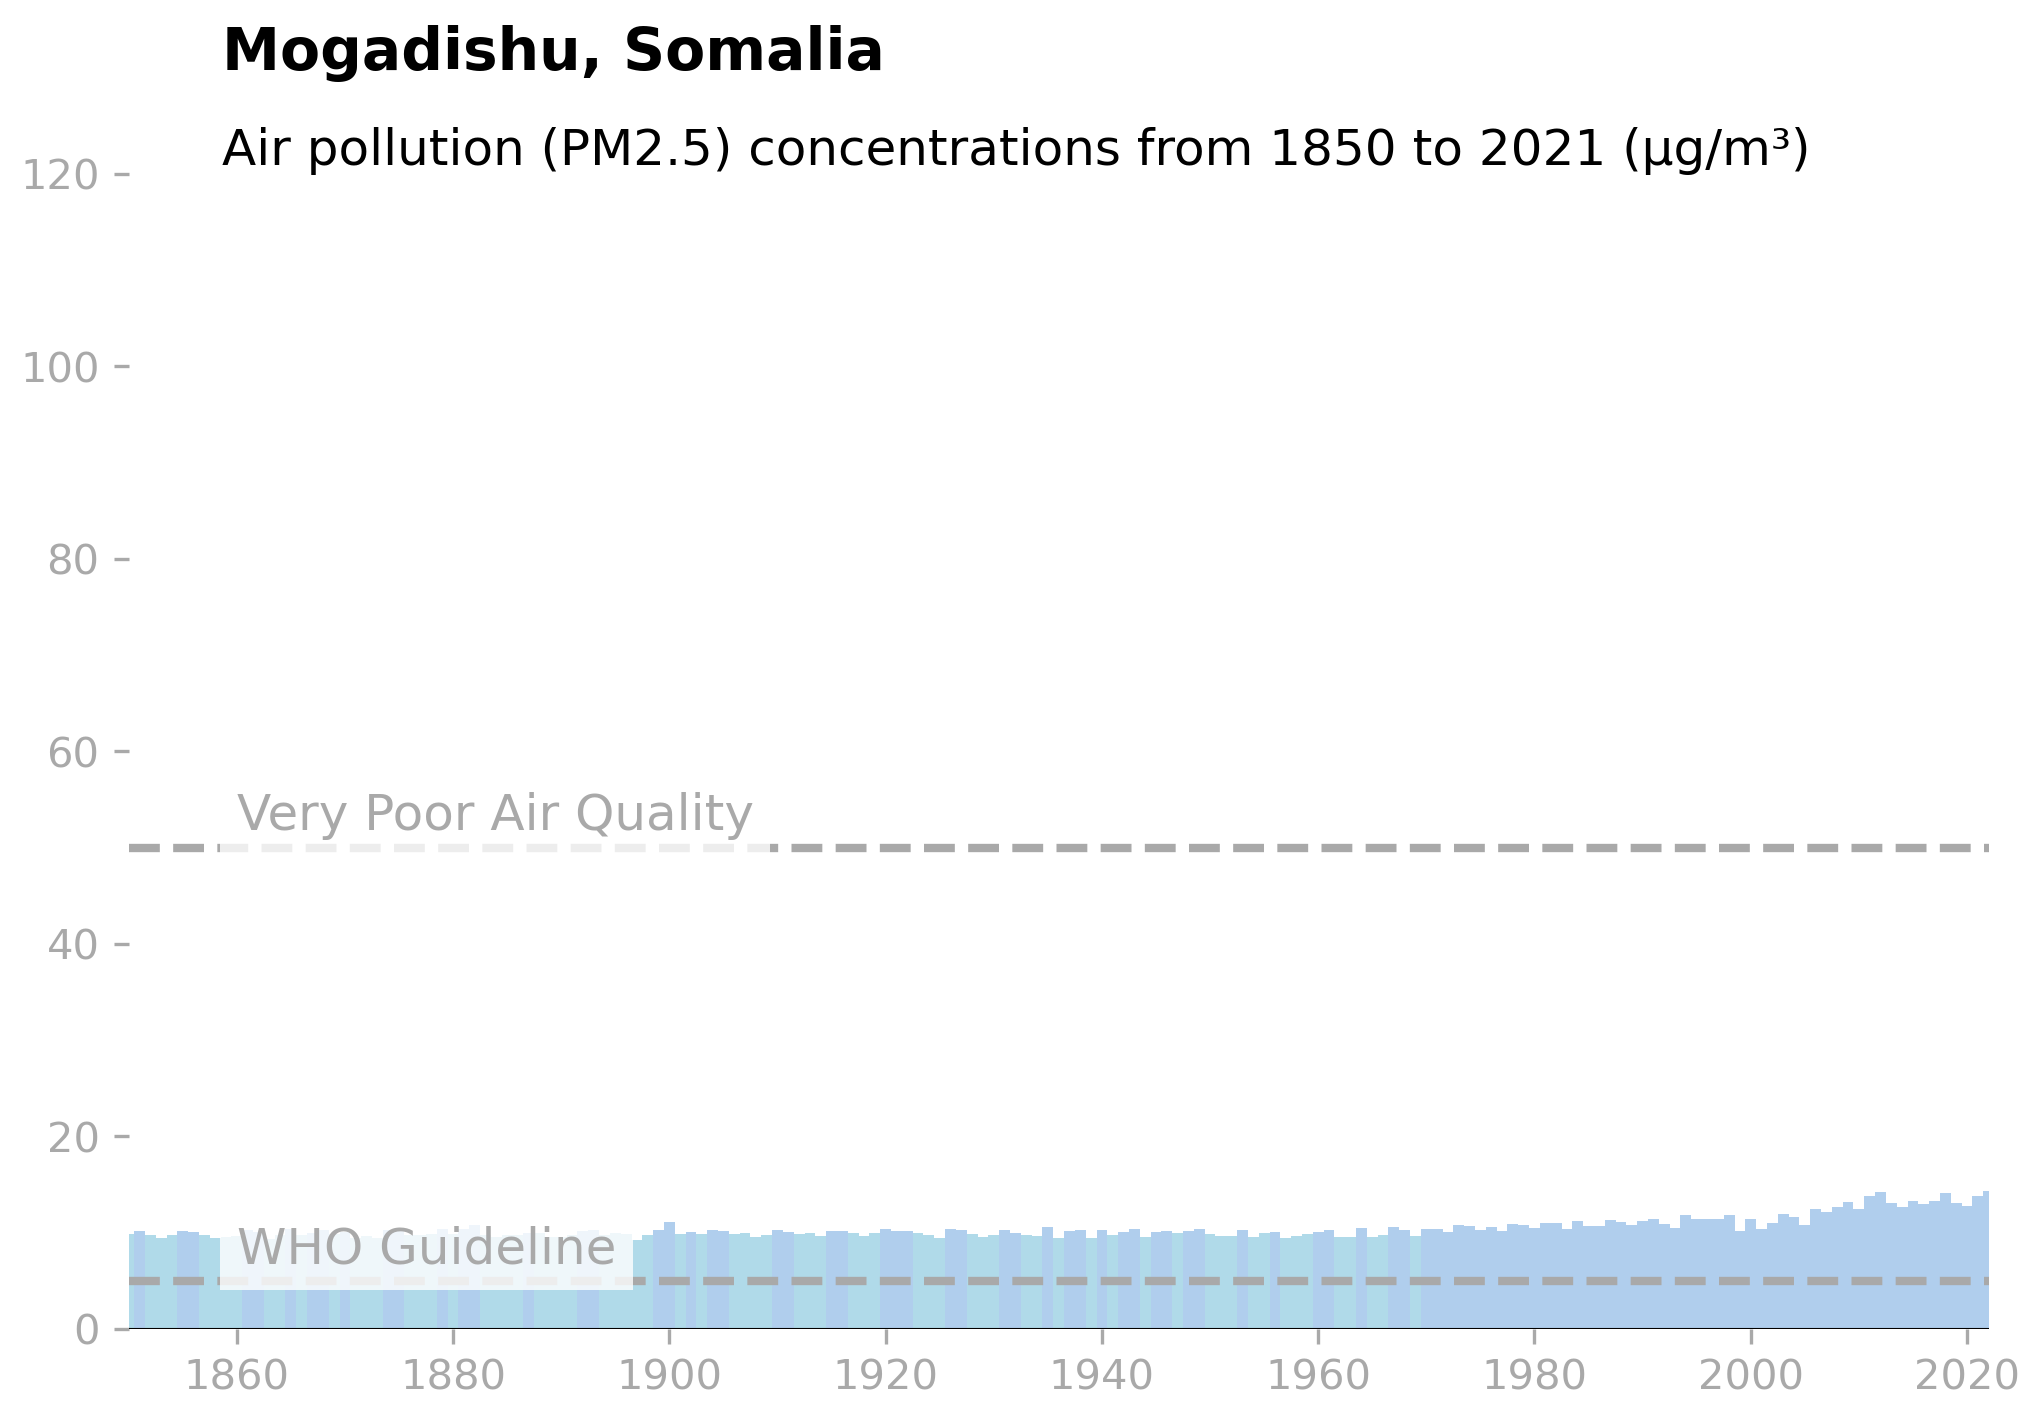 Mogadishu, Somalia
Air pollution (PM2.5) concentrations from 1850 to 2021 (µg/m³)
120
100
80
60
Very Poor Air Quality
40
20
WHO Guideline
0
1860 1880 1900 1920 1940 1960 1980 2000 2020